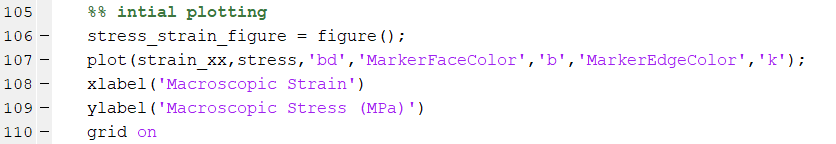 105 %% intial plotting
106 – stress_strain_figure = figure();
107 – plot(strain_xx,stress,'bd','MarkerFaceColor','b','MarkerEdgeColor','k');
108 – xlabel('Macroscopic Strain')
109 – ylabel('Macroscopic Stress (MPa)')
110 – grid on